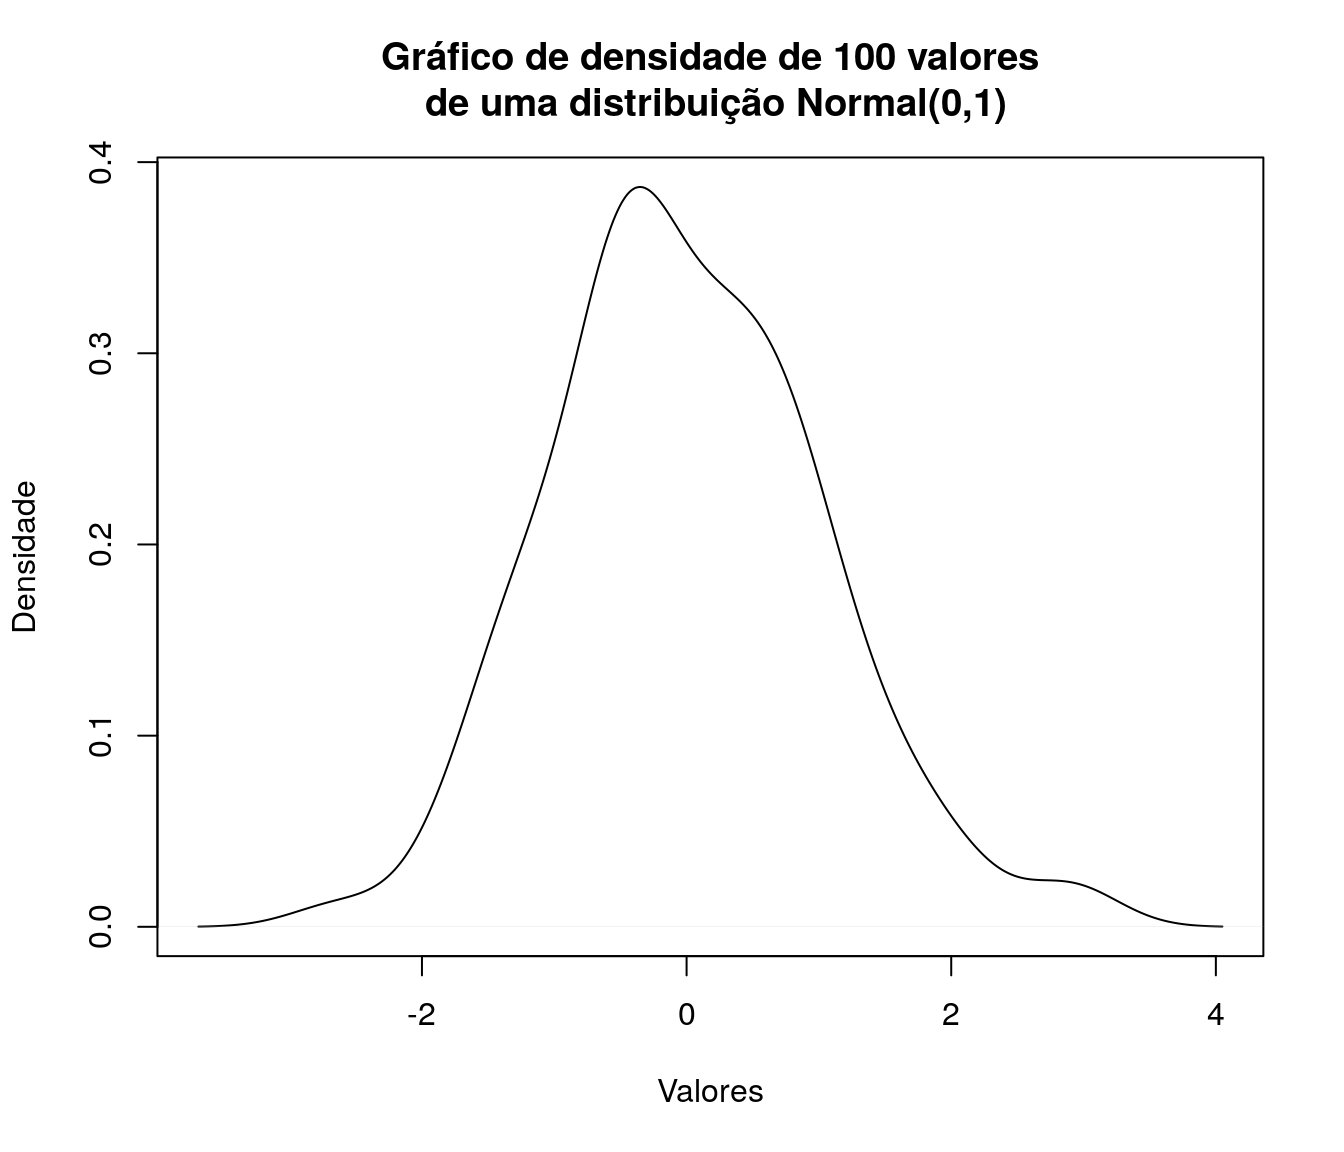 Gráfico de densidade de 100 valores
de uma distribuição Normal(0,1)
Densidade
0.4
0.3
0.2
0.1
0.0
-2 0 2 4
Valores